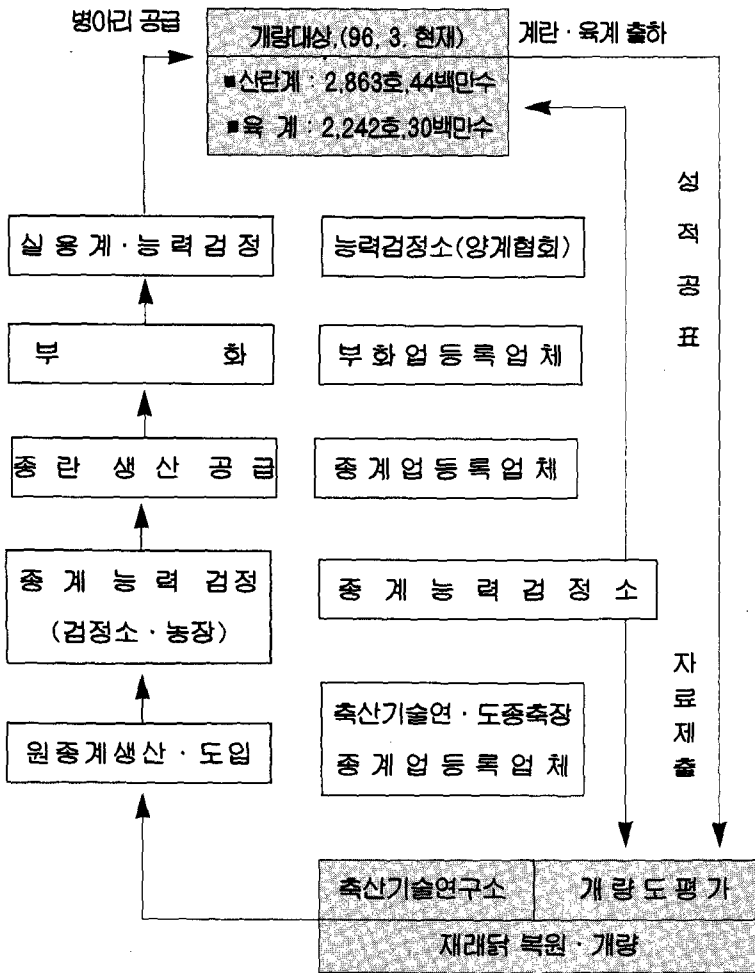 병아리 공급
개량대상,(96, 3. 현재)
계란·육계 출하
■산란계 : 2,863호,44백만수
■육 계 : 2,242호,30백만수
성적공표
실용계·능력검정
능력검정소(양계협회)
부 화
부화업등록업체
종란 생산 공급
종계업등록업체
종 계 능 력 검정
(검정소·농장)
종 계 능 력 검 정 소
자료제출
원종계생산·도입
축산기술연·도종축장
종계업등록업체
축산기술연구소
개량도평가
재래닭 복원·개량